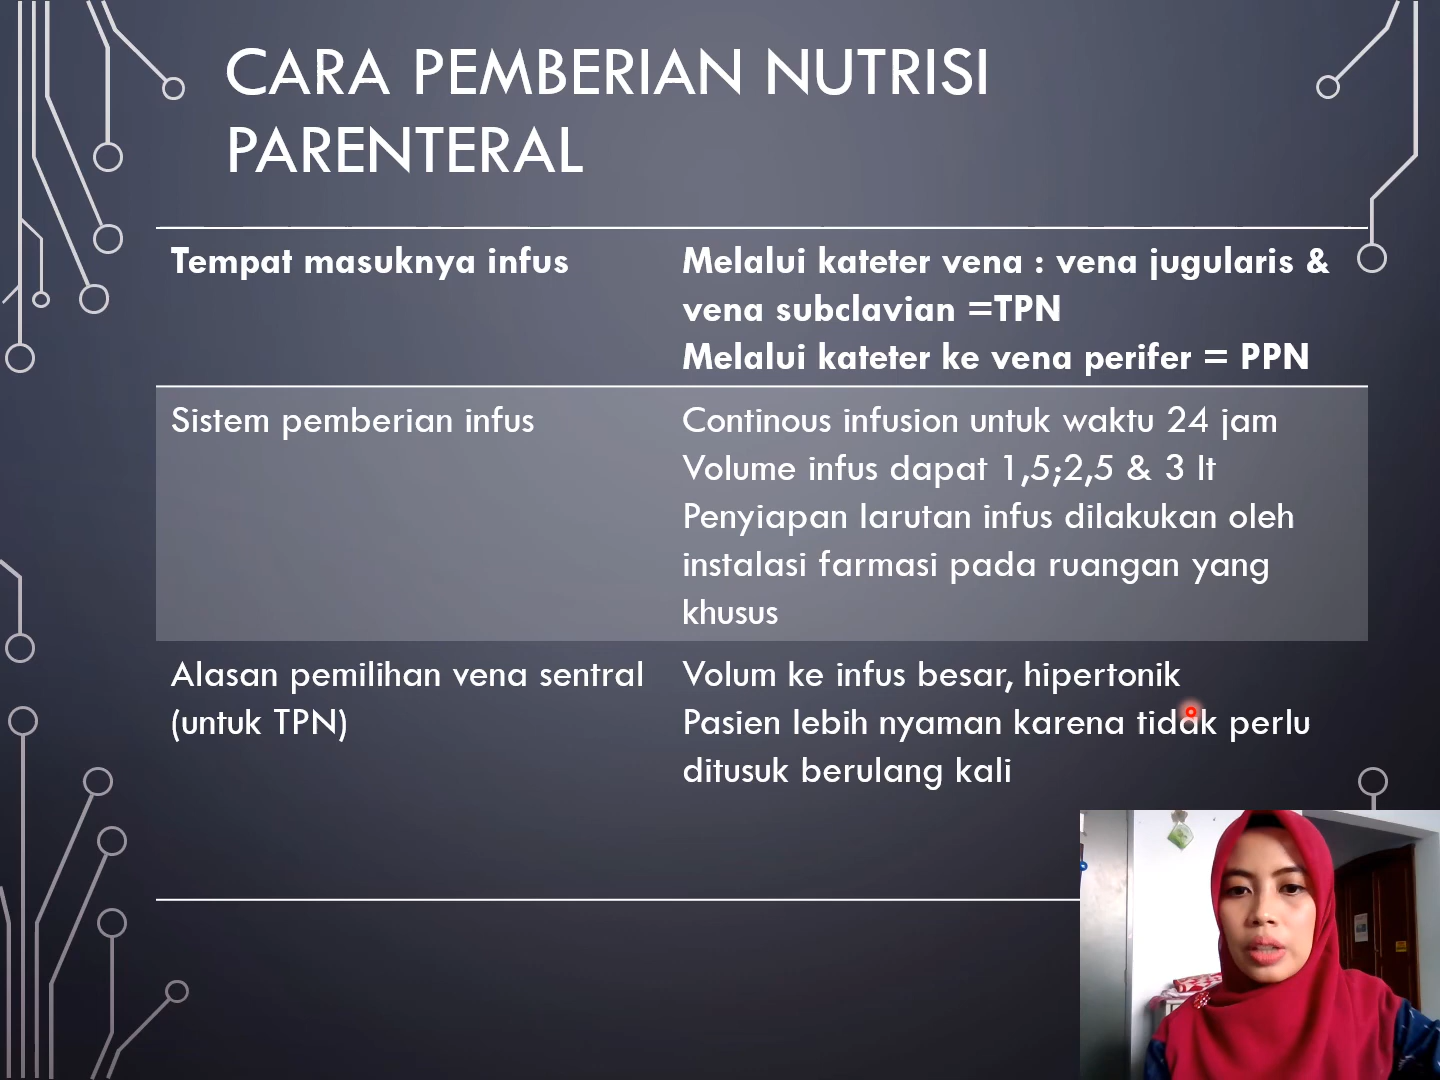 CARA PEMBERIAN NUTRISI
PARENTERAL
Tempat masuknya infus
Melalui kateter vena : vena jugularis &
vena subclavian =TPN
Melalui kateter ke vena perifer = PPN
Sistem pemberian infus
Continous infusion untuk waktu 24 jam
Volume infus dapat 1,5;2,5 & 3 lt
Penyiapan larutan infus dilakukan oleh
instalasi farmasi pada ruangan yang
khusus
Alasan pemilihan vena sentral
(untuk TPN)
Volum ke infus besar, hipertonik
Pasien lebih nyaman karena tidak perlu
ditusuk berulang kali